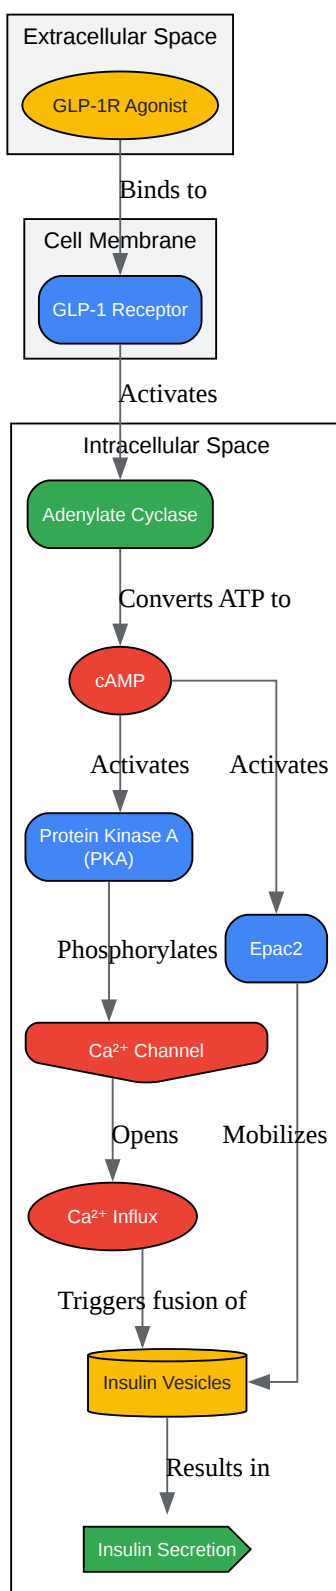 Extracellular Space
GLP-1R Agonist
Binds to
Cell Membrane
GLP-1 Receptor
Activates
Intracellular Space
Adenylate Cyclase
Converts ATP to
cAMP
Activates
Activates
Protein Kinase A
(PKA)
Phosphorylates
Epac2
Ca²⁺ Channel
Opens
Mobilizes
Ca²⁺ Influx
Triggers fusion of
Insulin Vesicles
Results in
Insulin Secretion